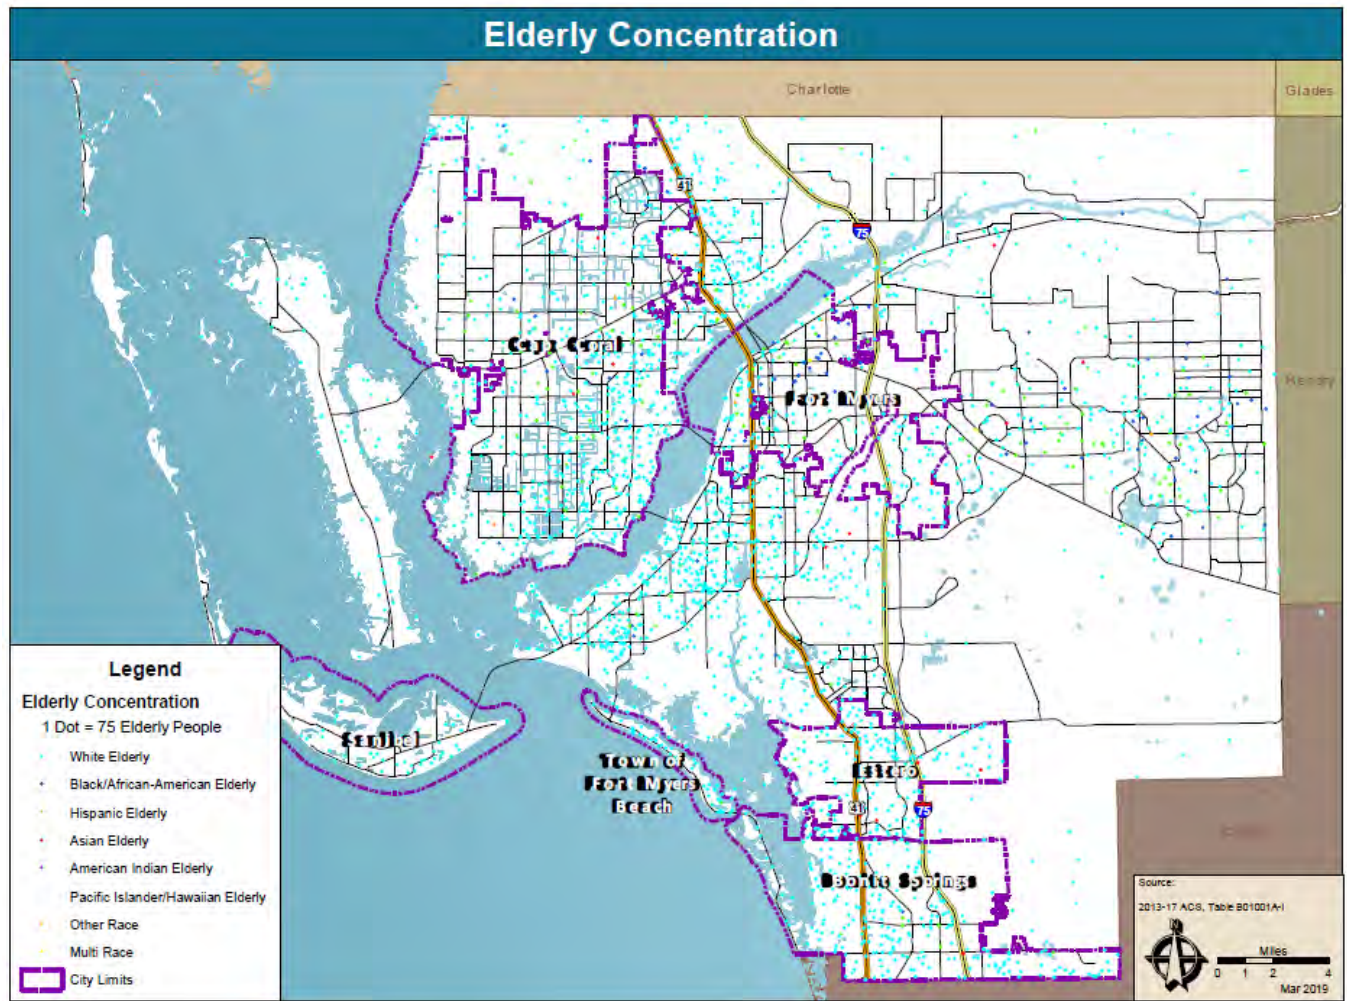 Elderly Concentration
Charlotte
Glades
41
75
Cape Coral
Fort Myers
Hendry
Legend
Elderly Concentration
1 Dot = 75 Elderly People
White Elderly
Black/African-American Elderly
Hispanic Elderly
Asian Elderly
American Indian Elderly
Pacific Islander/Hawaiian Elderly
Other Race
Multi Race
City Limits
Sanibel
Town of
Fort Myers
Beach
Estero
41
75
Bonita Springs
Source:
2013-17 ACS, Table B01001A-I
N
Miles
0 1 2 4
Mar 2019